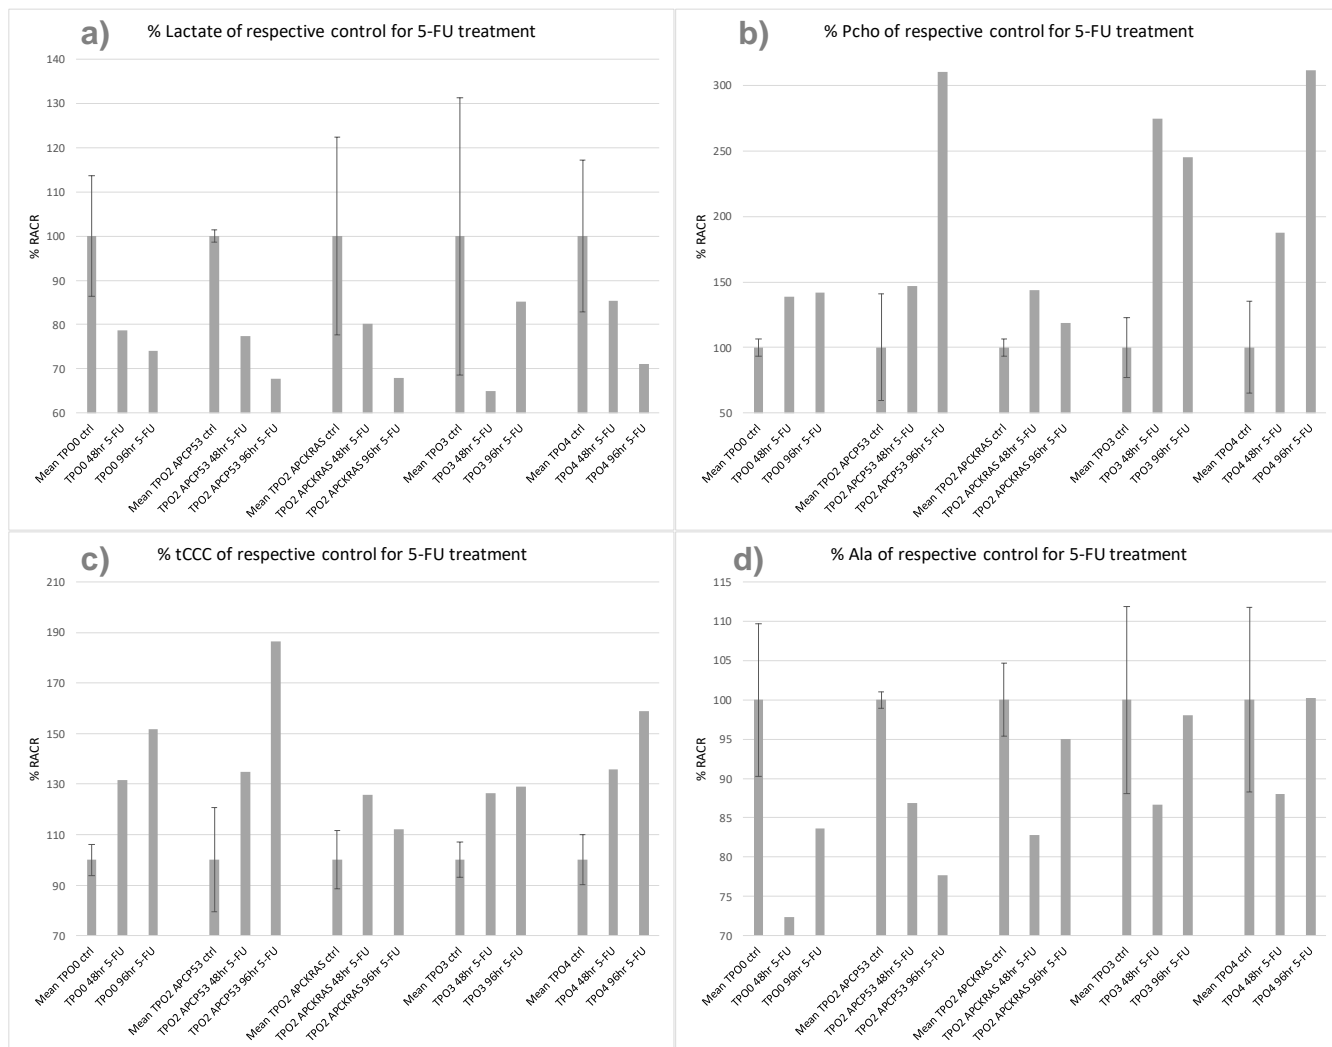 a)
% Lactate of respective control for 5-FU treatment
140
130
120
110
100
90
80
70
60
% RACR
Mean TPO0 ctrl
TPO0 48hr 5-FU
TPO0 96hr 5-FU
Mean TPO2 APCP53 ctrl
TPO2 APCP53 48hr 5-FU
TPO2 APCP53 96hr 5-FU
Mean TPO2 APCKRAS ctrl
TPO2 APCKRAS 48hr 5-FU
TPO2 APCKRAS 96hr 5-FU
Mean TPO3 ctrl
TPO3 48hr 5-FU
TPO3 96hr 5-FU
Mean TPO4 ctrl
TPO4 48hr 5-FU
TPO4 96hr 5-FU
b)
% Pcho of respective control for 5-FU treatment
300
250
200
150
100
50
% RACR
Mean TPO0 ctrl
TPO0 48hr 5-FU
TPO0 96hr 5-FU
Mean TPO2 APCP53 ctrl
TPO2 APCP53 48hr 5-FU
TPO2 APCP53 96hr 5-FU
Mean TPO2 APCKRAS ctrl
TPO2 APCKRAS 48hr 5-FU
TPO2 APCKRAS 96hr 5-FU
Mean TPO3 ctrl
TPO3 48hr 5-FU
TPO3 96hr 5-FU
Mean TPO4 ctrl
TPO4 48hr 5-FU
TPO4 96hr 5-FU
c)
% tCCC of respective control for 5-FU treatment
210
190
170
150
130
110
90
70
% RACR
Mean TPO0 ctrl
TPO0 48hr 5-FU
TPO0 96hr 5-FU
Mean TPO2 APCP53 ctrl
TPO2 APCP53 48hr 5-FU
TPO2 APCP53 96hr 5-FU
Mean TPO2 APCKRAS ctrl
TPO2 APCKRAS 48hr 5-FU
TPO2 APCKRAS 96hr 5-FU
Mean TPO3 ctrl
TPO3 48hr 5-FU
TPO3 96hr 5-FU
Mean TPO4 ctrl
TPO4 48hr 5-FU
TPO4 96hr 5-FU
d)
% Ala of respective control for 5-FU treatment
115
110
105
100
95
90
85
80
75
70
% RACR
Mean TPO0 ctrl
TPO0 48hr 5-FU
TPO0 96hr 5-FU
Mean TPO2 APCP53 ctrl
TPO2 APCP53 48hr 5-FU
TPO2 APCP53 96hr 5-FU
Mean TPO2 APCKRAS ctrl
TPO2 APCKRAS 48hr 5-FU
TPO2 APCKRAS 96hr 5-FU
Mean TPO3 ctrl
TPO3 48hr 5-FU
TPO3 96hr 5-FU
Mean TPO4 ctrl
TPO4 48hr 5-FU
TPO4 96hr 5-FU